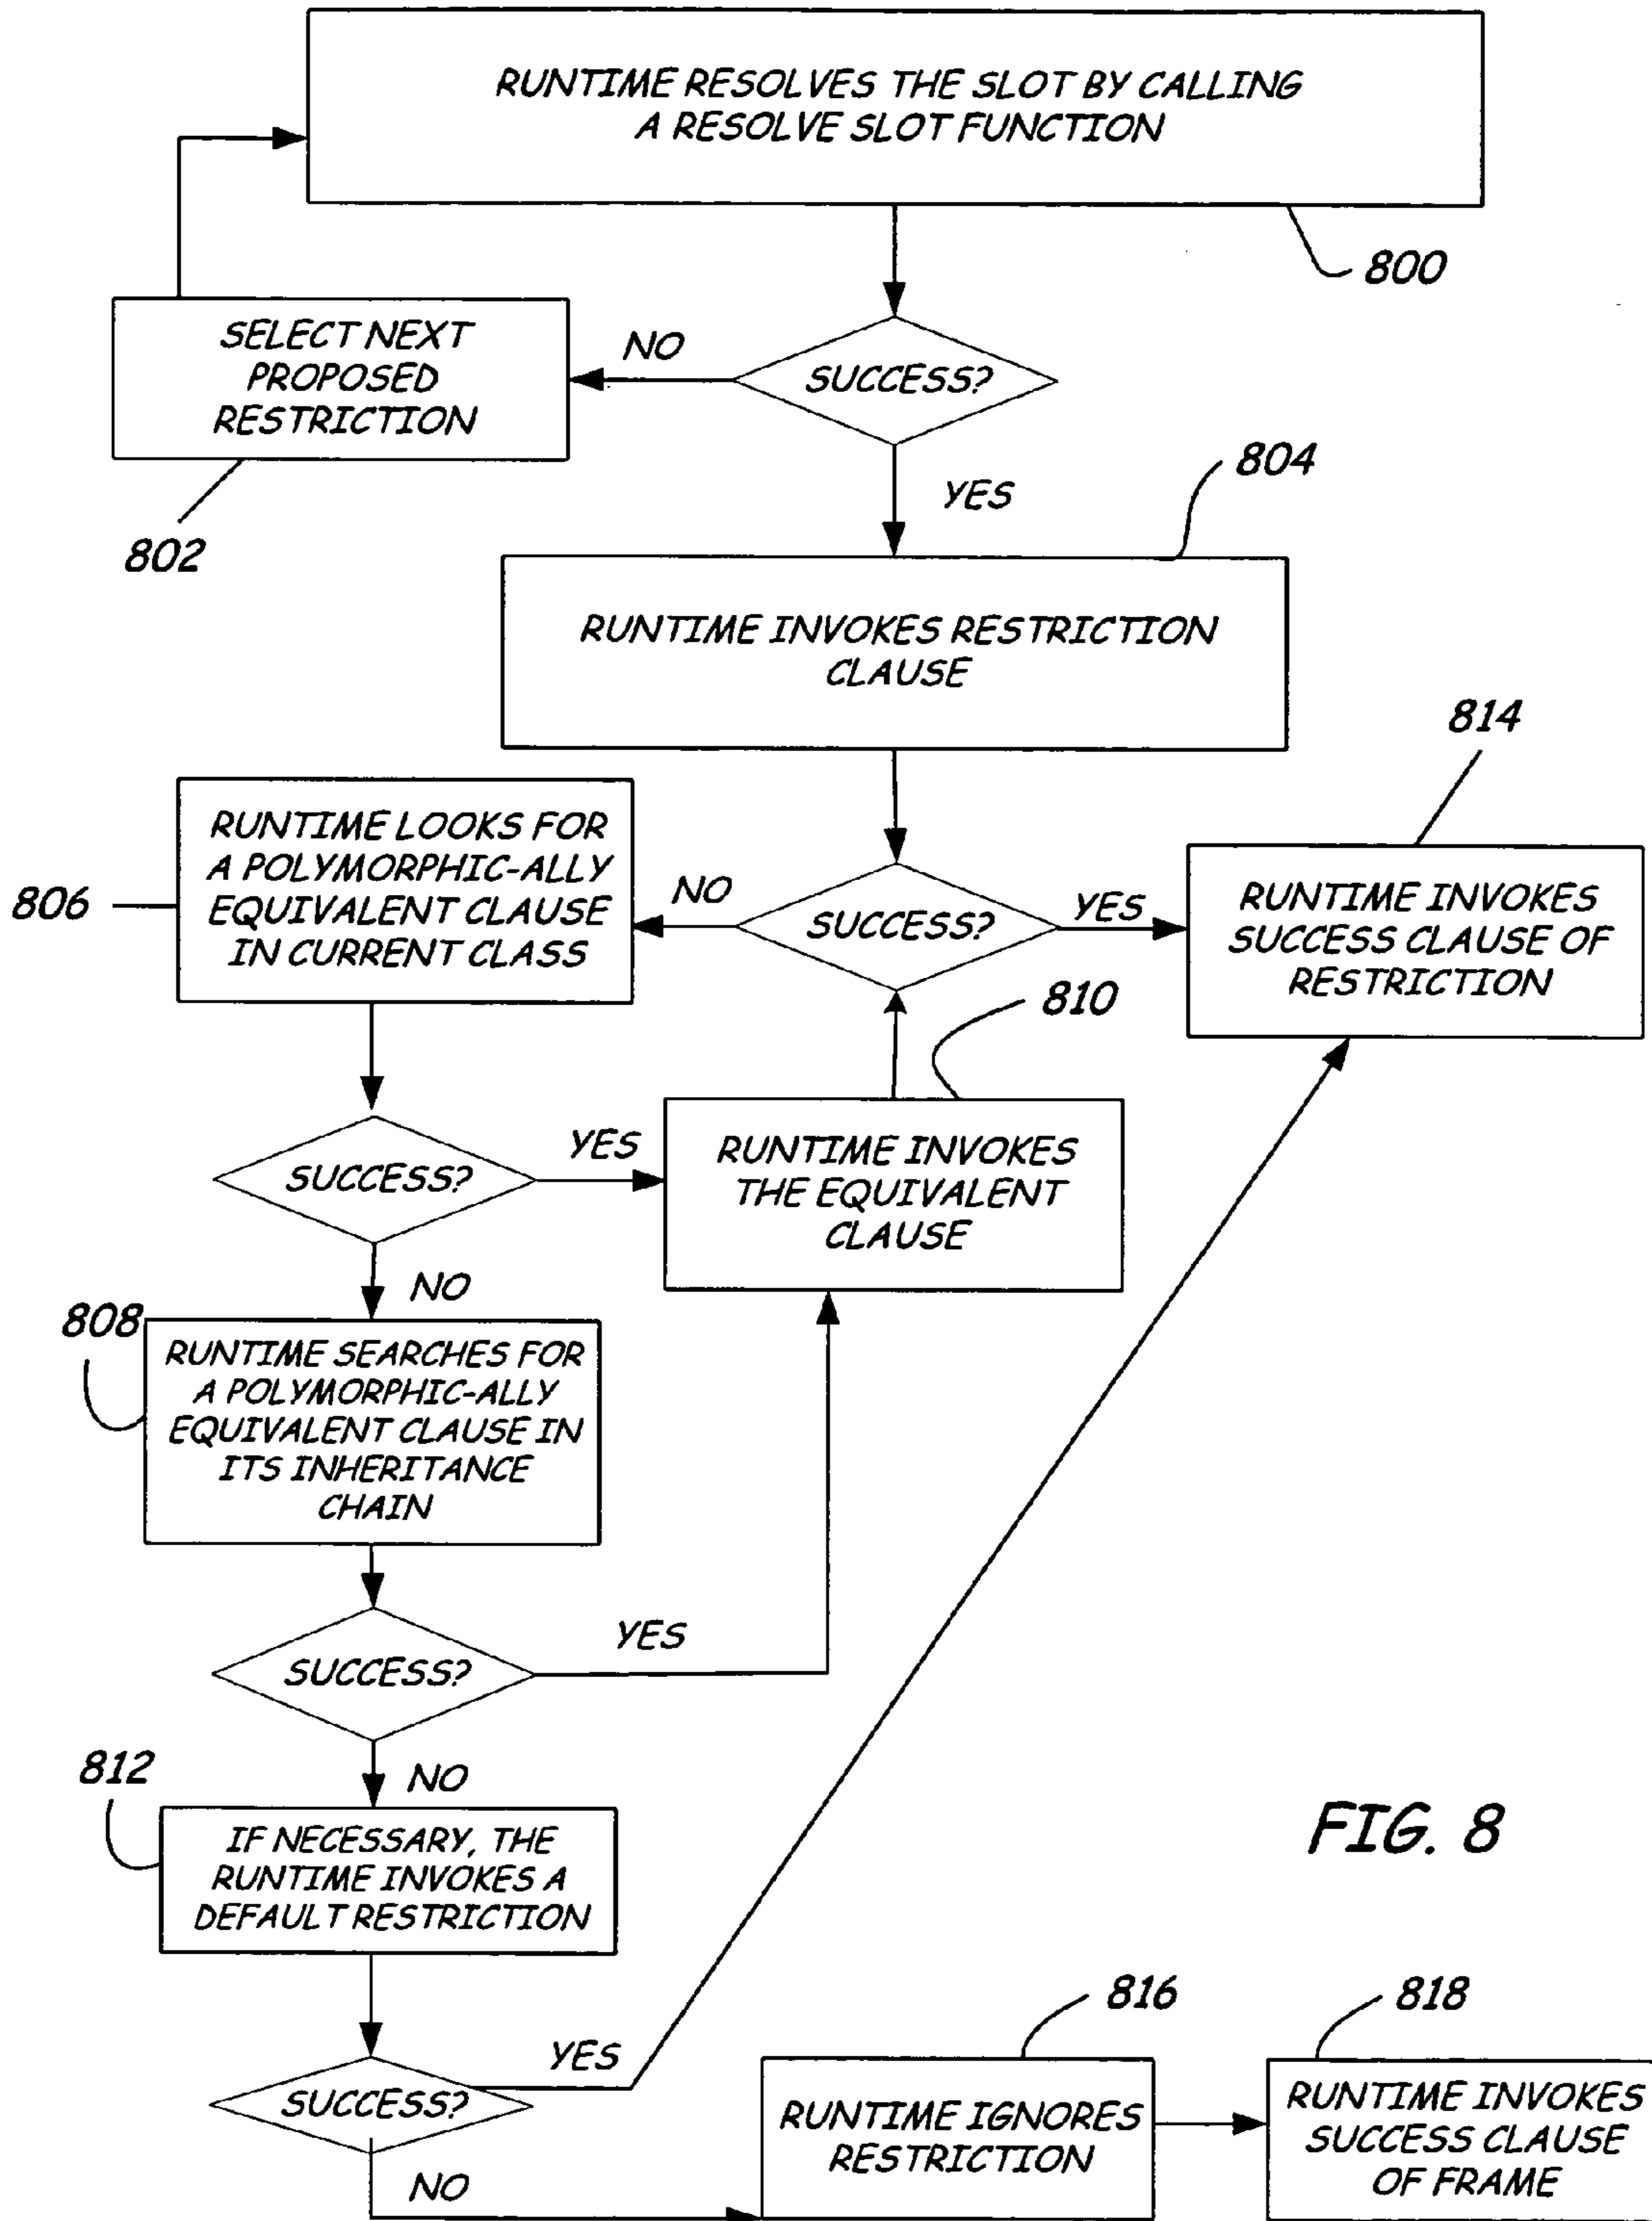 RUNTIME RESOLVES THE SLOT BY CALLING
A RESOLVE SLOT FUNCTION
800
SELECT NEXT
PROPOSED
RESTRICTION
NO
SUCCESS?
802
YES
804
RUNTIME INVOKES RESTRICTION
CLAUSE
814
RUNTIME LOOKS FOR
A POLYMORPHIC-ALLY
EQUIVALENT CLAUSE
IN CURRENT CLASS
806
NO
SUCCESS?
YES
RUNTIME INVOKES
SUCCESS CLAUSE OF
RESTRICTION
810
SUCCESS?
YES
RUNTIME INVOKES
THE EQUIVALENT
CLAUSE
NO
808
RUNTIME SEARCHES FOR
A POLYMORPHIC-ALLY
EQUIVALENT CLAUSE IN
ITS INHERITANCE
CHAIN
SUCCESS?
YES
NO
812
IF NECESSARY, THE
RUNTIME INVOKES A
DEFAULT RESTRICTION
FIG. 8
SUCCESS?
YES
NO
816
RUNTIME IGNORES
RESTRICTION
818
RUNTIME INVOKES
SUCCESS CLAUSE
OF FRAME